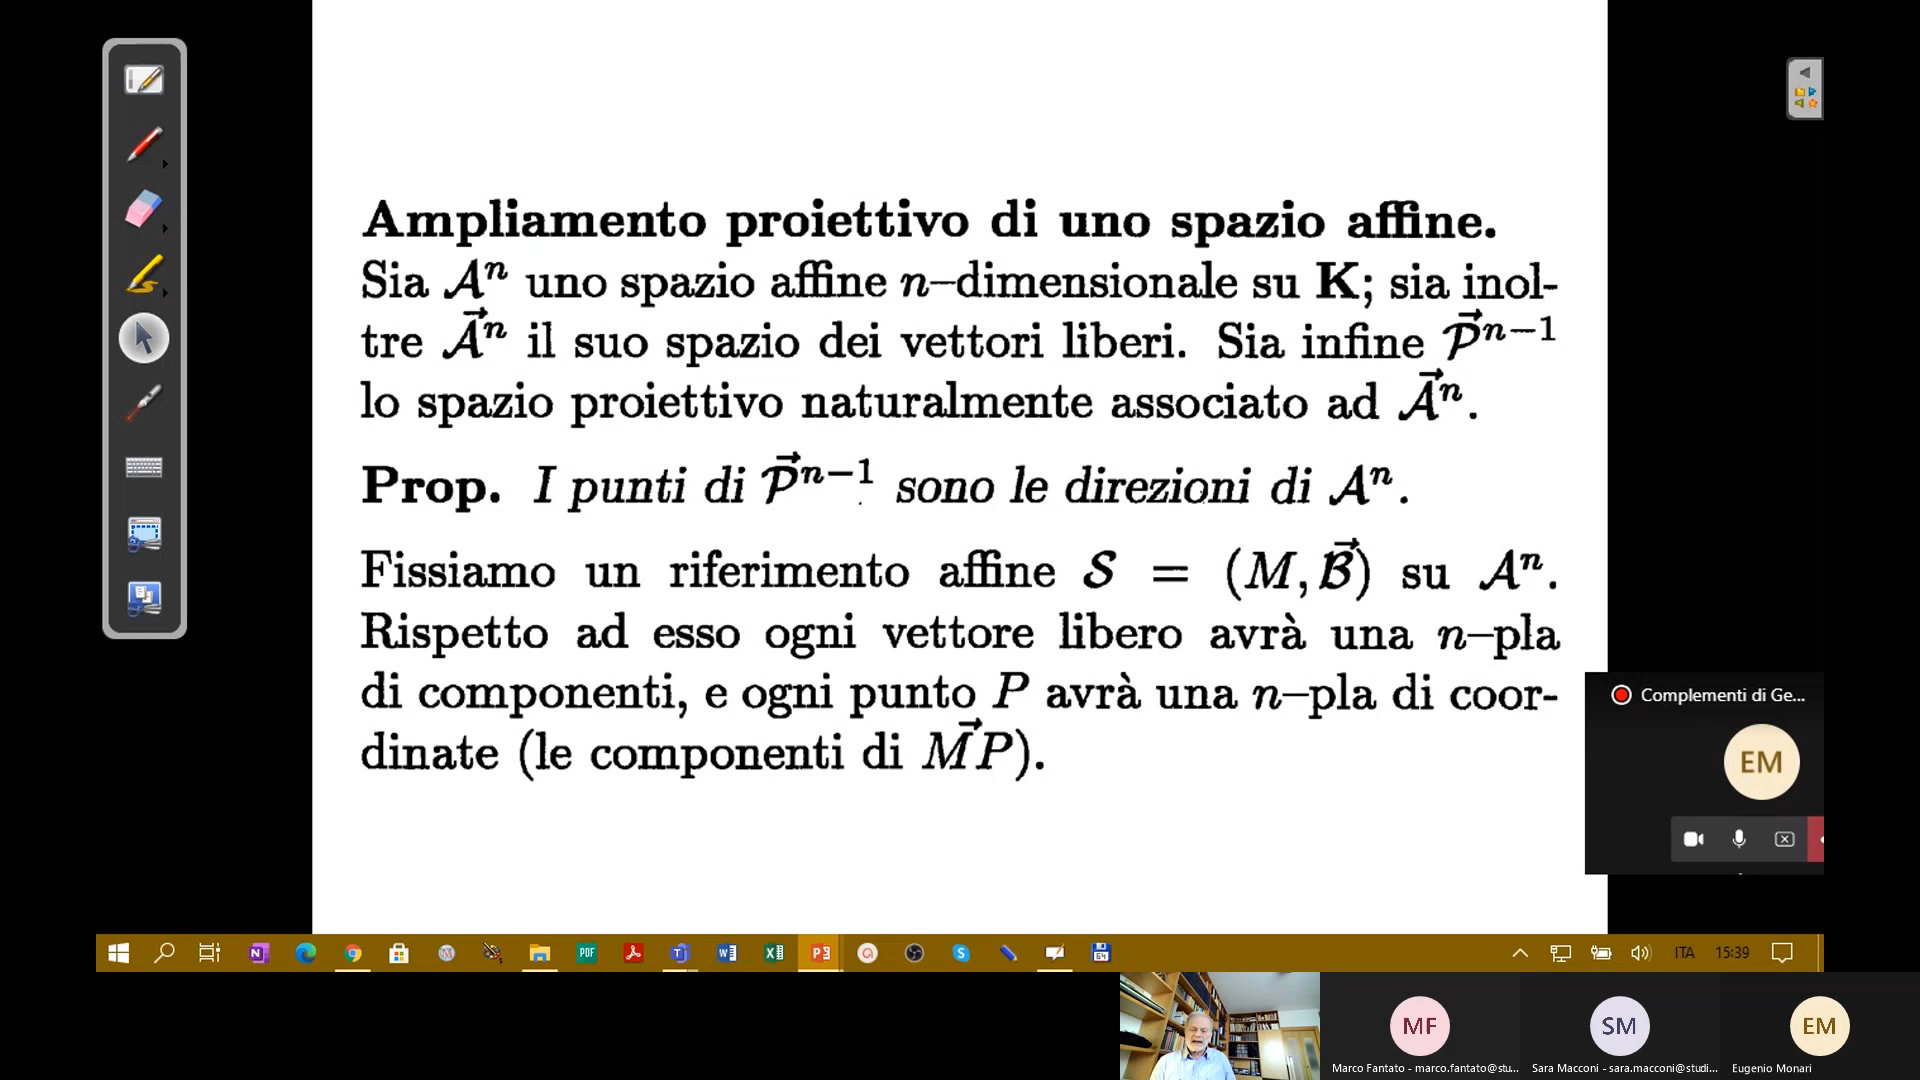 Ampliamento proiettivo di uno spazio affine.
Sia 𝒜ⁿ uno spazio affine n–dimensionale su K; sia inol-
tre 𝒜⃗ⁿ il suo spazio dei vettori liberi. Sia infine 𝒫⃗ⁿ⁻¹
lo spazio proiettivo naturalmente associato ad 𝒜⃗ⁿ.
Prop. I punti di 𝒫⃗ⁿ⁻¹ sono le direzioni di 𝒜ⁿ.
Fissiamo un riferimento affine 𝒮 = (M, ℬ⃗) su 𝒜ⁿ.
Rispetto ad esso ogni vettore libero avrà una n–pla
di componenti, e ogni punto P avrà una n–pla di coor-
dinate (le componenti di M⃗P).
Complementi di Ge...
EM
PDF
64
ITA 15:39
MF
SM
EM
Marco Fantato - marco.fantato@stu...
Sara Macconi - sara.macconi@studi...
Eugenio Monari